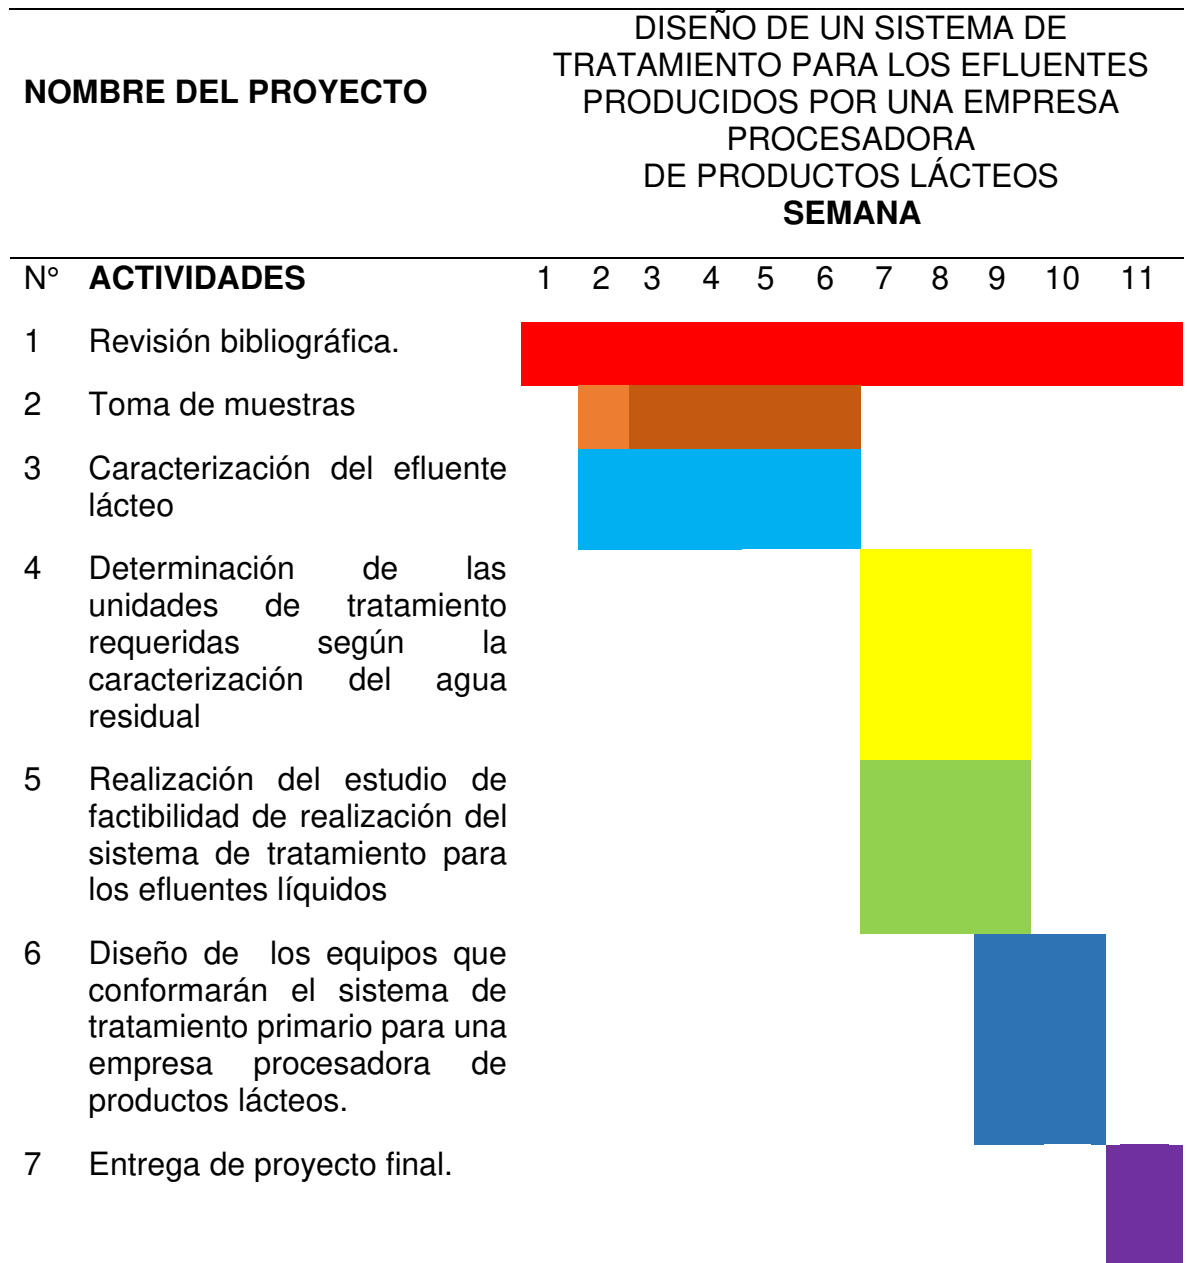 NOMBRE DEL PROYECTO
DISEÑO DE UN SISTEMA DE
TRATAMIENTO PARA LOS EFLUENTES
PRODUCIDOS POR UNA EMPRESA
PROCESADORA
DE PRODUCTOS LÁCTEOS
SEMANA
N° ACTIVIDADES 1 2 3 4 5 6 7 8 9 10 11
1 Revisión bibliográfica.
2 Toma de muestras
3 Caracterización del efluente
lácteo
4 Determinación de las
unidades de tratamiento
requeridas según la
caracterización del agua
residual
5 Realización del estudio de
factibilidad de realización del
sistema de tratamiento para
los efluentes líquidos
6 Diseño de los equipos que
conformarán el sistema de
tratamiento primario para una
empresa procesadora de
productos lácteos.
7 Entrega de proyecto final.